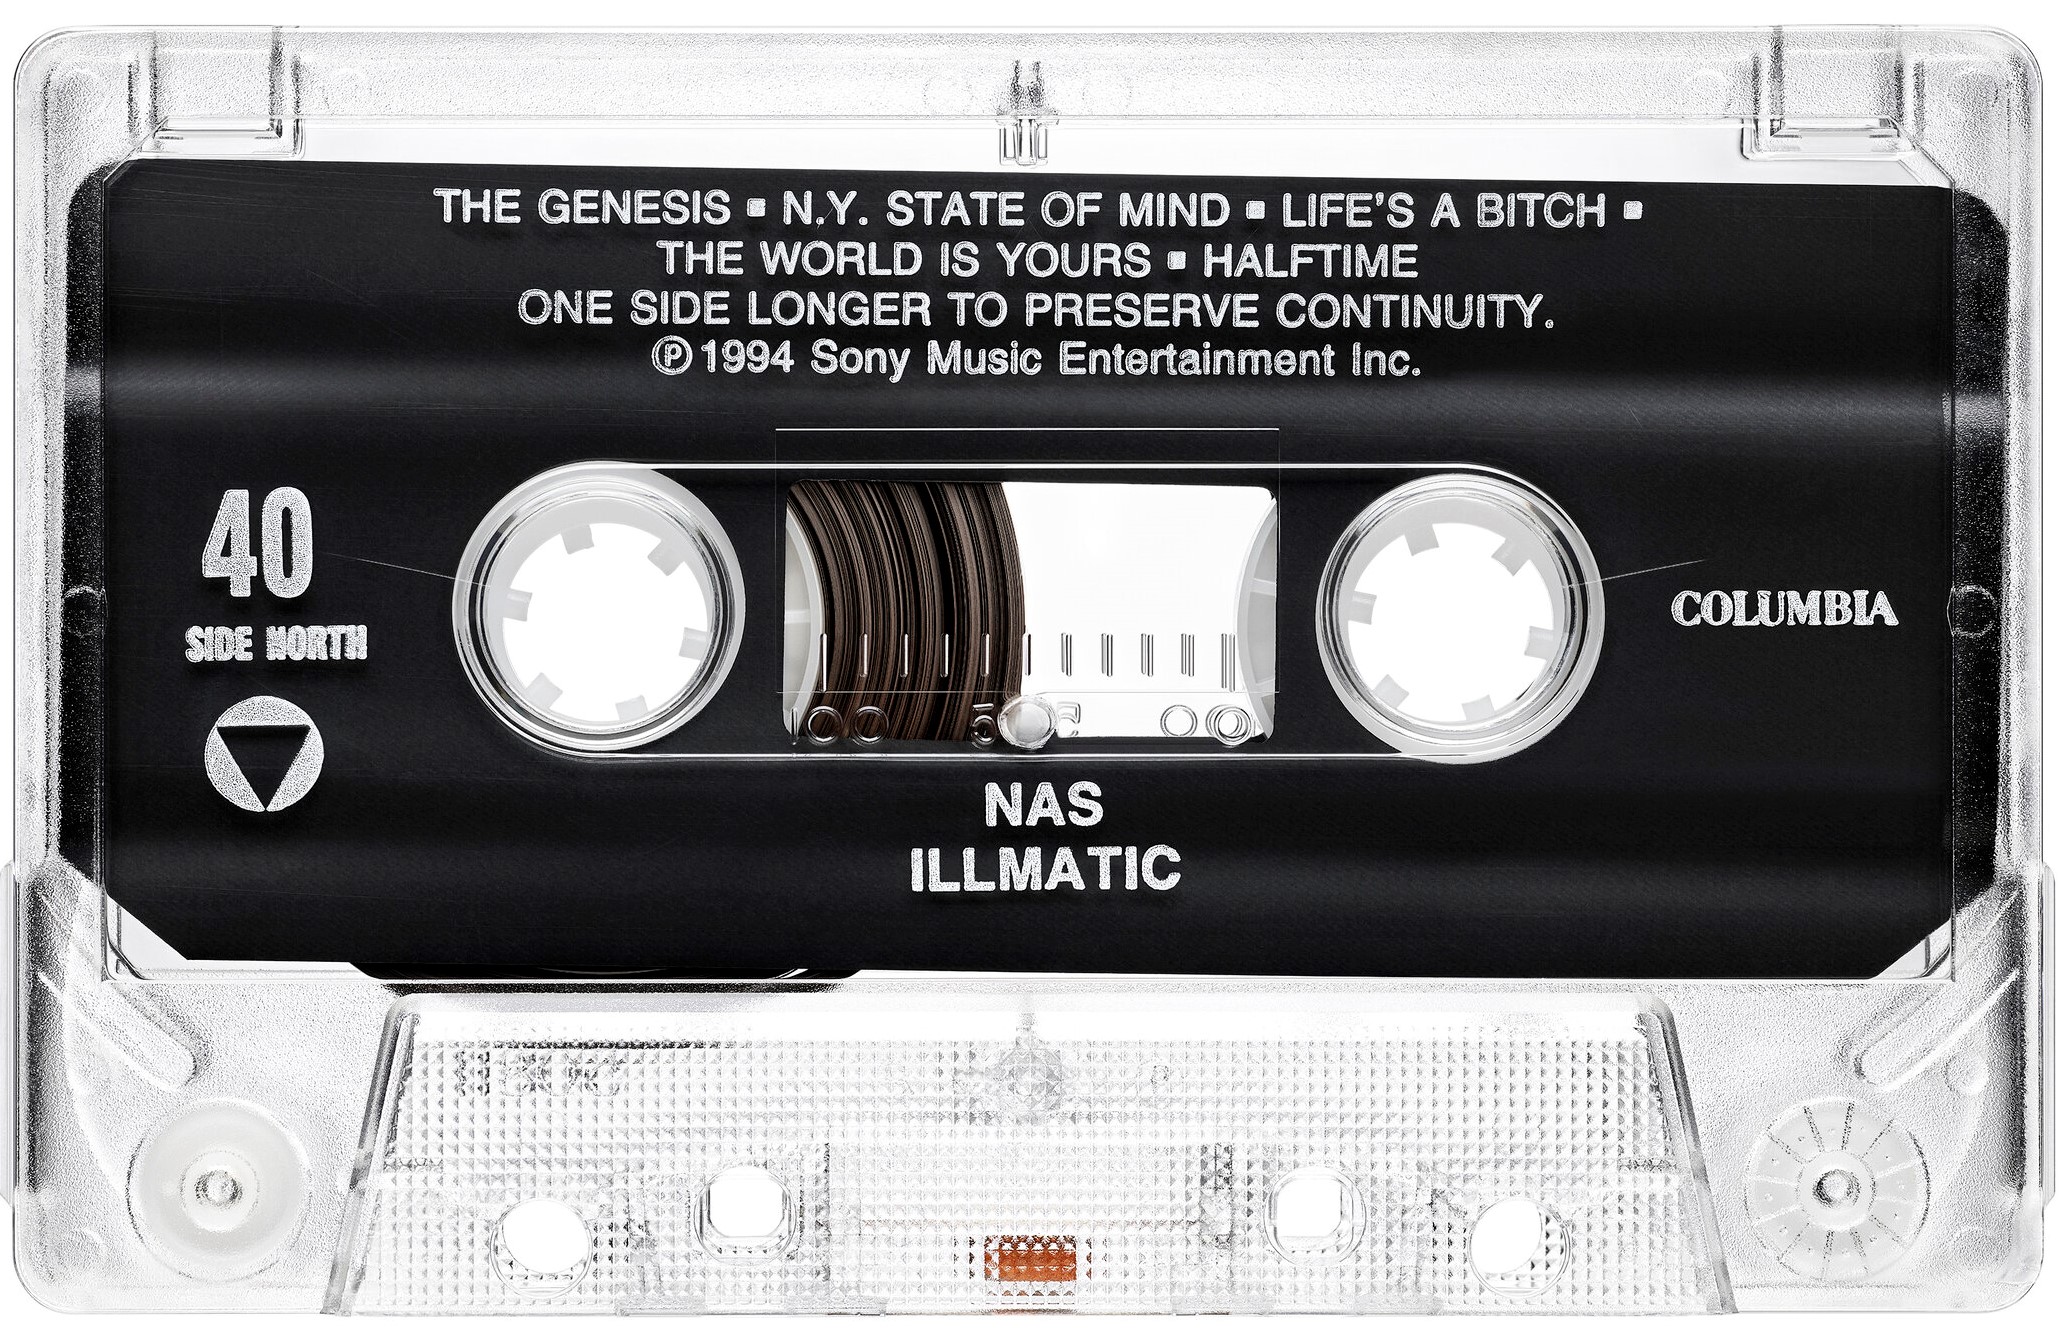 THE GENESIS ▪ N.Y. STATE OF MIND ▪ LIFE'S A BITCH ▪
THE WORLD IS YOURS ▪ HALFTIME
ONE SIDE LONGER TO PRESERVE CONTINUITY.
℗ 1994 Sony Music Entertainment Inc.
40
SIDE NORTH
COLUMBIA
NAS
ILLMATIC